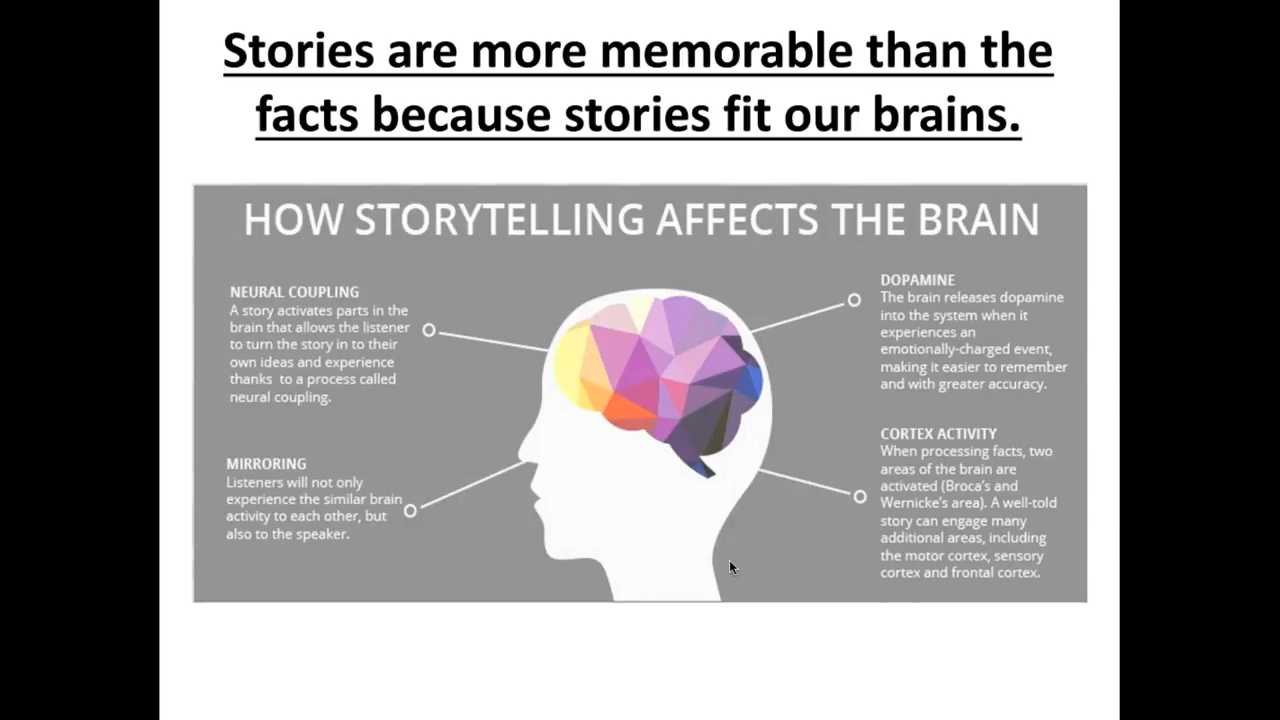 Stories are more memorable than the
facts because stories fit our brains.
HOW STORYTELLING AFFECTS THE BRAIN
NEURAL COUPLING
A story activates parts in the
brain that allows the listener
to turn the story in to their
own ideas and experience
thanks to a process called
neural coupling.
MIRRORING
Listeners will not only
experience the similar brain
activity to each other, but
also to the speaker.
DOPAMINE
The brain releases dopamine
into the system when it
experiences an
emotionally-charged event,
making it easier to remember
and with greater accuracy.
CORTEX ACTIVITY
When processing facts, two
areas of the brain are
activated (Broca's and
Wernicke's area). A well-told
story can engage many
additional areas, including
the motor cortex, sensory
cortex and frontal cortex.